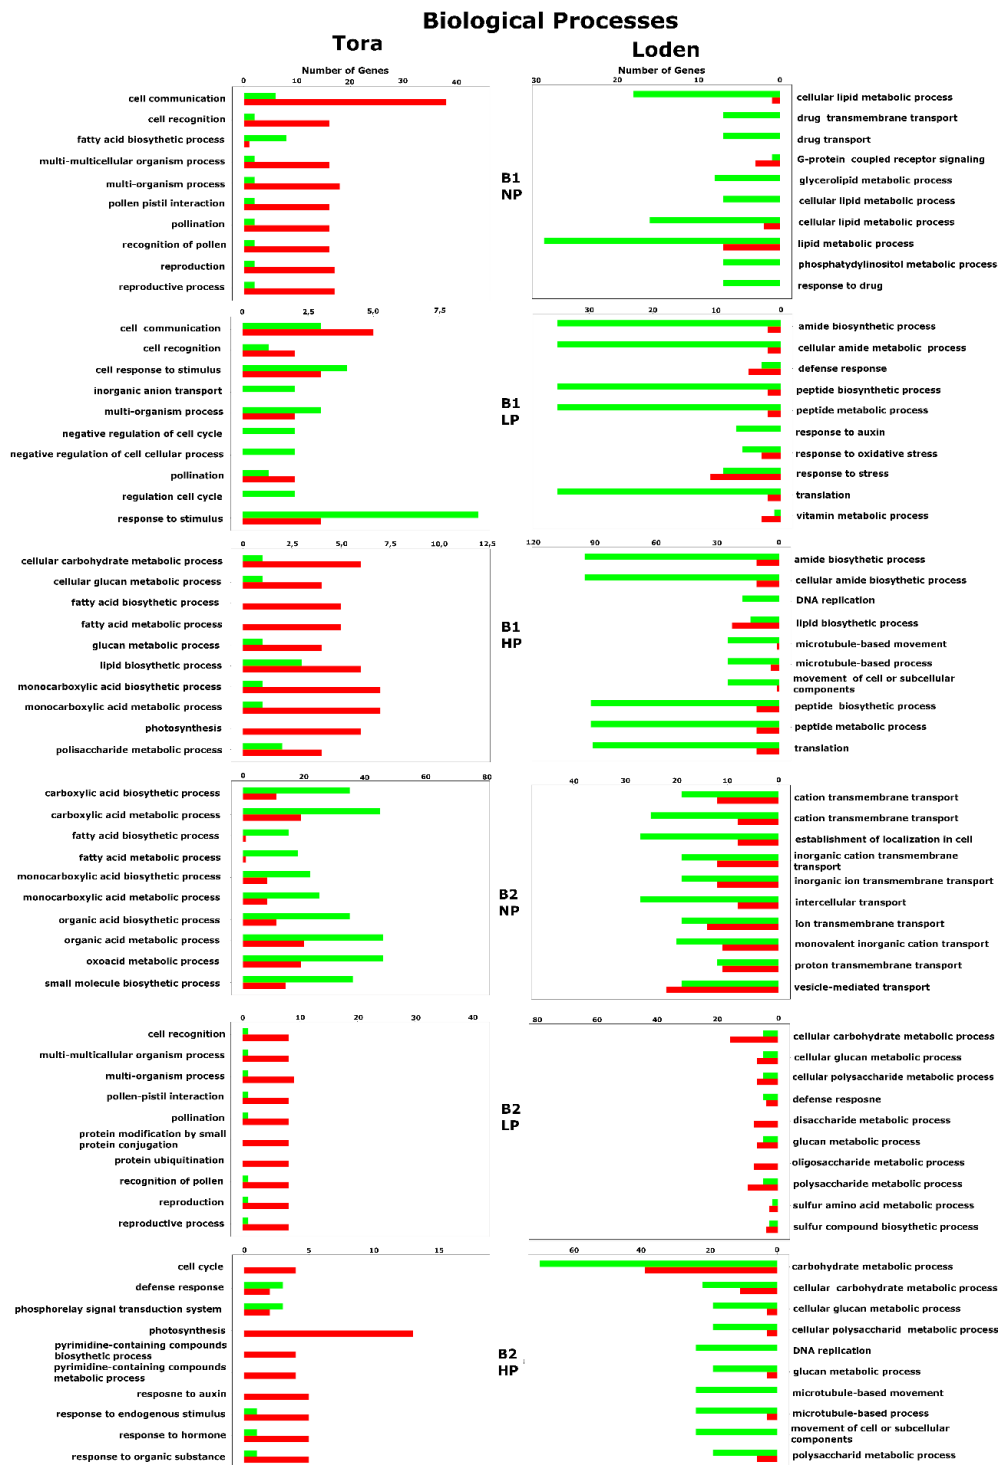 Biological Processes
Tora
Loden
Number of Genes
Number of Genes
0 10 20 30 40
30 10 0
cell communication
cell recognition
fatty acid biosynthetic process
multi-multicellular organism process
multi-organism process
pollen pistil interaction
pollination
recognition of pollen
reproduction
reproductive process
B1
NP
cellular lipid metabolic process
drug transmembrane transport
drug transport
G-protein coupled receptor signaling
glycerolipid metabolic process
cellular lipid metabolic process
cellular lipid metabolic process
lipid metabolic process
phosphatydylinositol metabolic process
response to drug
0 2,5 5,0 7,5
30 20 10 0
cell communication
cell recognition
cell response to stimulus
inorganic anion transport
multi-organism process
negative regulation of cell cycle
negative regulation of cell cellular process
pollination
regulation cell cycle
response to stimulus
B1
LP
amide biosynthetic process
cellular amide metabolic process
defense response
peptide biosynthetic process
peptide metabolic process
response to auxin
response to oxidative stress
response to stress
translation
vitamin metabolic process
0 2,5 5,0 7,5 10,0 12,5
120 90 60 30 0
cellular carbohydrate metabolic process
cellular glucan metabolic process
fatty acid biosynthetic process
fatty acid metabolic process
glucan metabolic process
lipid biosynthetic process
monocarboxylic acid biosynthetic process
monocarboxylic acid metabolic process
photosynthesis
polisaccharide metabolic process
B1
HP
amide biosynthetic process
cellular amide biosynthetic process
DNA replication
lipid biosynthetic process
microtubule-based movement
microtubule-based process
movement of cell or subcellular
components
peptide biosynthetic process
peptide metabolic process
translation
0 20 40 60 80
40 30 20 10 0
carboxylic acid biosynthetic process
carboxylic acid metabolic process
fatty acid biosynthetic process
fatty acid metabolic process
monocarboxylic acid biosynthetic process
monocarboxylic acid metabolic process
organic acid biosynthetic process
organic acid metabolic process
oxoacid metabolic process
small molecule biosynthetic process
B2
NP
cation transmembrane transport
cation transmembrane transport
establishment of localization in cell
inorganic cation transmembrane
transport
inorganic ion transmembrane transport
intercellular transport
ion transmembrane transport
monovalent inorganic cation transport
proton transmembrane transport
vesicle-mediated transport
0 10 20 30 40
80 60 40 20 0
cell recognition
multi-multicallular organism process
multi-organism process
pollen-pistil interaction
pollination
protein modification by small
protein conjugation
protein ubiquitination
recognition of pollen
reproduction
reproductive process
B2
LP
cellular carbohydrate metabolic process
cellular glucan metabolic process
cellular polysaccharide metabolic process
defense resposne
disaccharide metabolic process
glucan metabolic process
oligosaccharide metabolic process
polysaccharide metabolic process
sulfur amino acid metabolic process
sulfur compound biosynthetic process
0 5 10 15
60 40 20 0
cell cycle
defense response
phosphorelay signal transduction system
photosynthesis
pyrimidine-containing compounds
biosythetic process
pyrimidine-containing compounds
metabolic process
resposne to auxin
response to endogenous stimulus
response to hormone
response to organic substance
B2
HP
carbohydrate metabolic process
cellular carbohydrate metabolic process
cellular glucan metabolic process
cellular polysaccharid metabolic process
DNA replication
glucan metabolic process
microtubule-based movement
microtubule-based process
movement of cell or subcellular
components
polysaccharid metabolic process